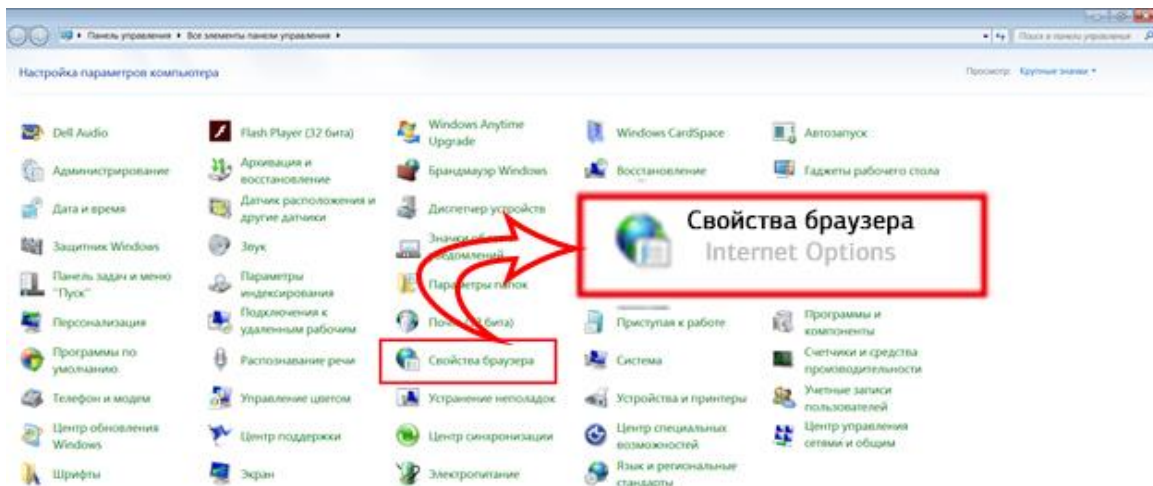 Панель управления ▸ Все элементы панели управления ▸
Поиск в панели управления
Настройка параметров компьютера
Просмотр: Крупные значки
Dell Audio
Flash Player (32 бита)
Windows Anytime
Upgrade
Windows CardSpace
Автозапуск
Администрирование
Архивация и
восстановление
Брандмауэр Windows
Восстановление
Гаджеты рабочего стола
Дата и время
Датчик расположения и
другие датчики
Диспетчер устройств
Свойства браузера
Internet Options
Защитник Windows
Звук
Значки
Панель задач и меню
"Пуск"
Параметры
индексирования
Параметры папок
Персонализация
Подключения к
удаленным рабочим
бита)
Приступая к работе
Программы и
компоненты
Программы по
умолчанию
Распознавание речи
Свойства браузера
Система
Счетчики и средства
производительности
Телефон и модем
Управление цветом
Устранение неполадок
Устройства и принтеры
Учетные записи
пользователей
Центр обновления
Windows
Центр поддержки
Центр синхронизации
Центр специальных
возможностей
Центр управления
сетями и общим
Шрифты
Экран
Электропитание
Язык и региональные
стандарты